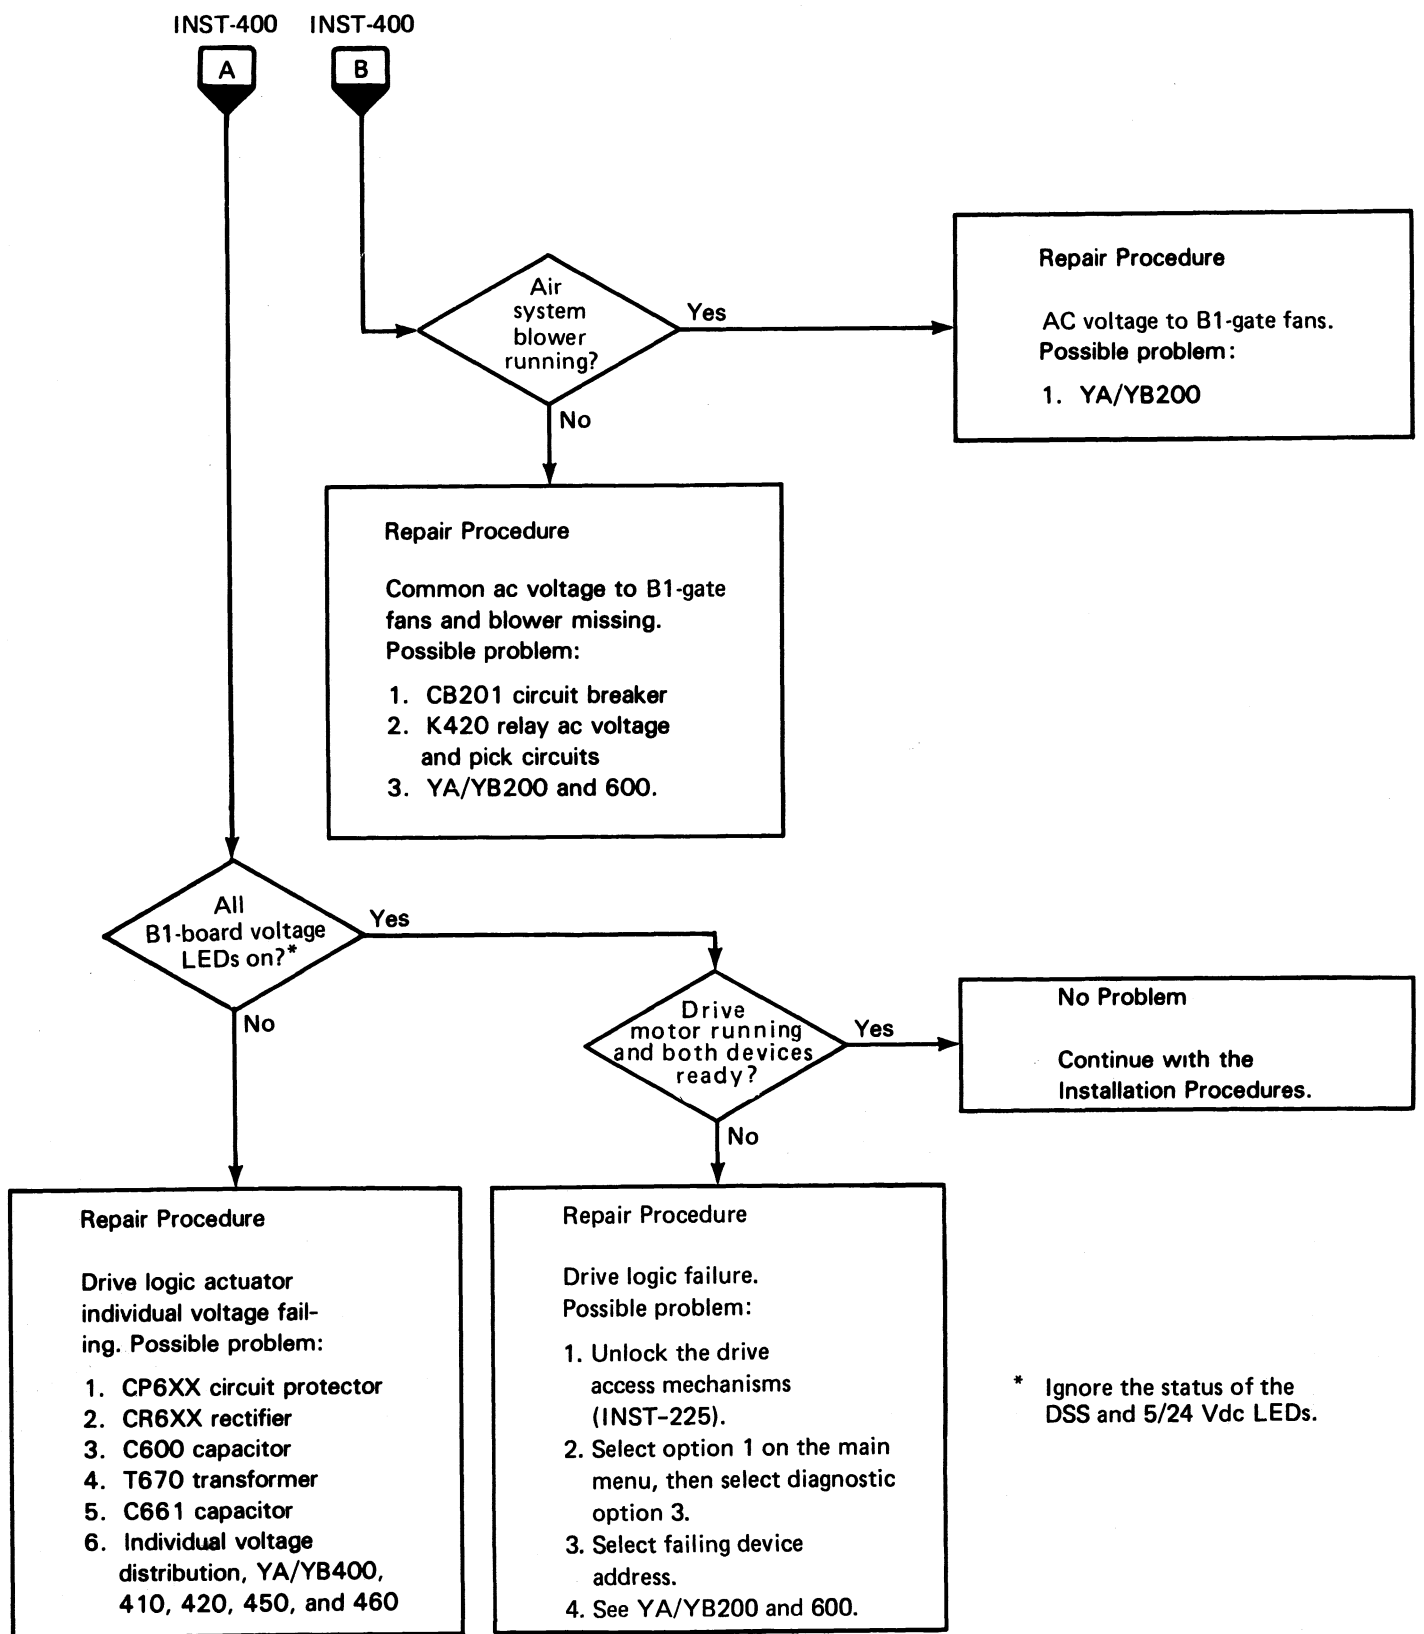 INST-400 INST-400
A B
Air
system
blower
running?
Yes
No
Repair Procedure
AC voltage to B1-gate fans.
Possible problem:
1. YA/YB200
Repair Procedure
Common ac voltage to B1-gate
fans and blower missing.
Possible problem:
1. CB201 circuit breaker
2. K420 relay ac voltage
and pick circuits
3. YA/YB200 and 600.
All
B1-board voltage
LEDs on?*
Yes
No
Drive
motor running
and both devices
ready?
Yes
No
No Problem
Continue with the
Installation Procedures.
Repair Procedure
Drive logic actuator
individual voltage fail-
ing. Possible problem:
1. CP6XX circuit protector
2. CR6XX rectifier
3. C600 capacitor
4. T670 transformer
5. C661 capacitor
6. Individual voltage
distribution, YA/YB400,
410, 420, 450, and 460
Repair Procedure
Drive logic failure.
Possible problem:
1. Unlock the drive
access mechanisms
(INST-225).
2. Select option 1 on the main
menu, then select diagnostic
option 3.
3. Select failing device
address.
4. See YA/YB200 and 600.
* Ignore the status of the
DSS and 5/24 Vdc LEDs.